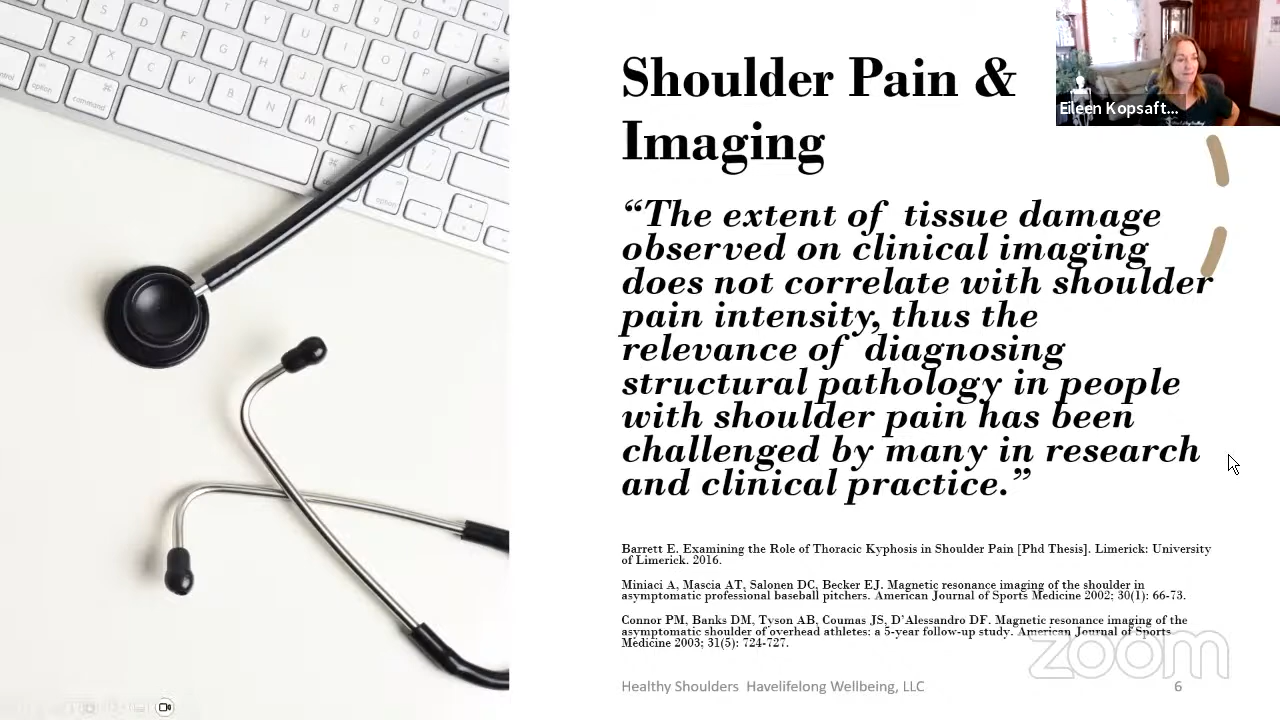 Shoulder Pain &
Imaging
Eileen Kopsaft...
“The extent of tissue damage
observed on clinical imaging
does not correlate with shoulder
pain intensity, thus the
relevance of diagnosing
structural pathology in people
with shoulder pain has been
challenged by many in research
and clinical practice.”
Barrett E. Examining the Role of Thoracic Kyphosis in Shoulder Pain [Phd Thesis]. Limerick: University
of Limerick. 2016.
Miniaci A, Mascia AT, Salonen DC, Becker EJ. Magnetic resonance imaging of the shoulder in
asymptomatic professional baseball pitchers. American Journal of Sports Medicine 2002; 30(1): 66-73.
Connor PM, Banks DM, Tyson AB, Coumas JS, D’Alessandro DF. Magnetic resonance imaging of the
asymptomatic shoulder of overhead athletes: a 5-year follow-up study. American Journal of Sports
Medicine 2003; 31(5): 724-727.
zoom
Healthy Shoulders Havelifelong Wellbeing, LLC
6
S D F G H U I O P
Z X C V B N M J K L
control option command
command option